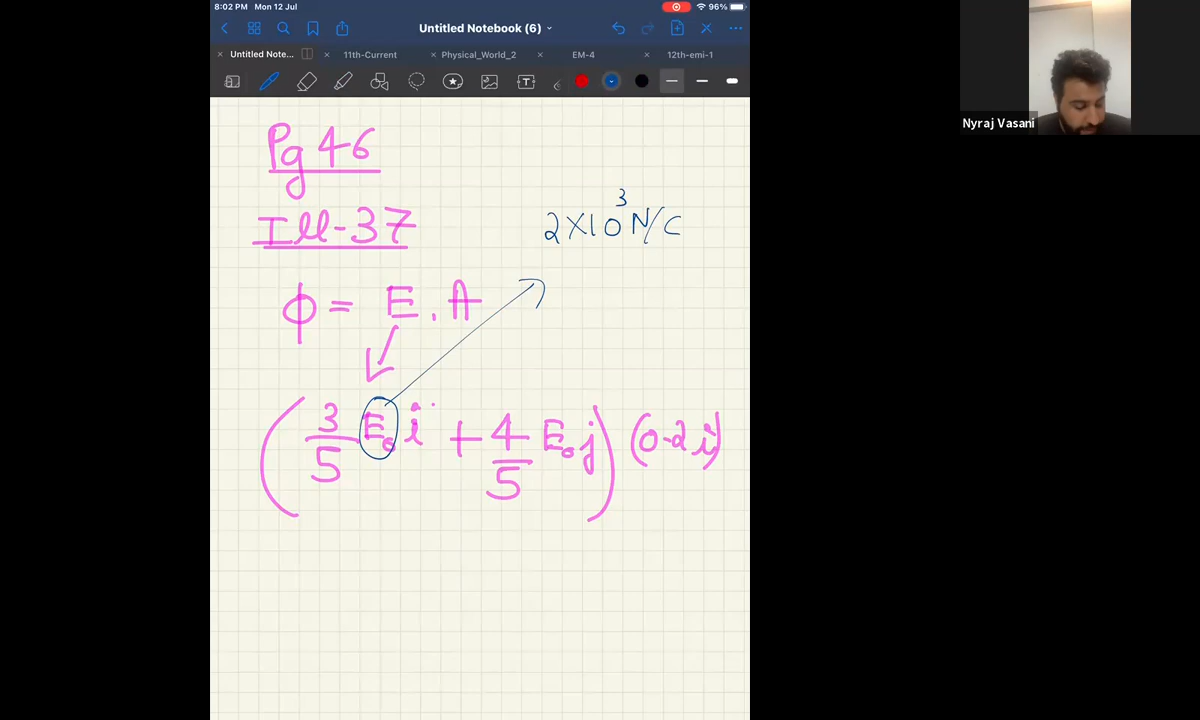 8:02 PM Mon 12 Jul 96%
Untitled Notebook (6)
Untitled Note... 11th-Current Physical_World_2 EM-4 12th-emi-1
Nyraj Vasani
Pg 46
Ill-37
2×10³ N/C
ϕ = E . A
(3/5 E₀ i + 4/5 E₀ j) (0.2 i)